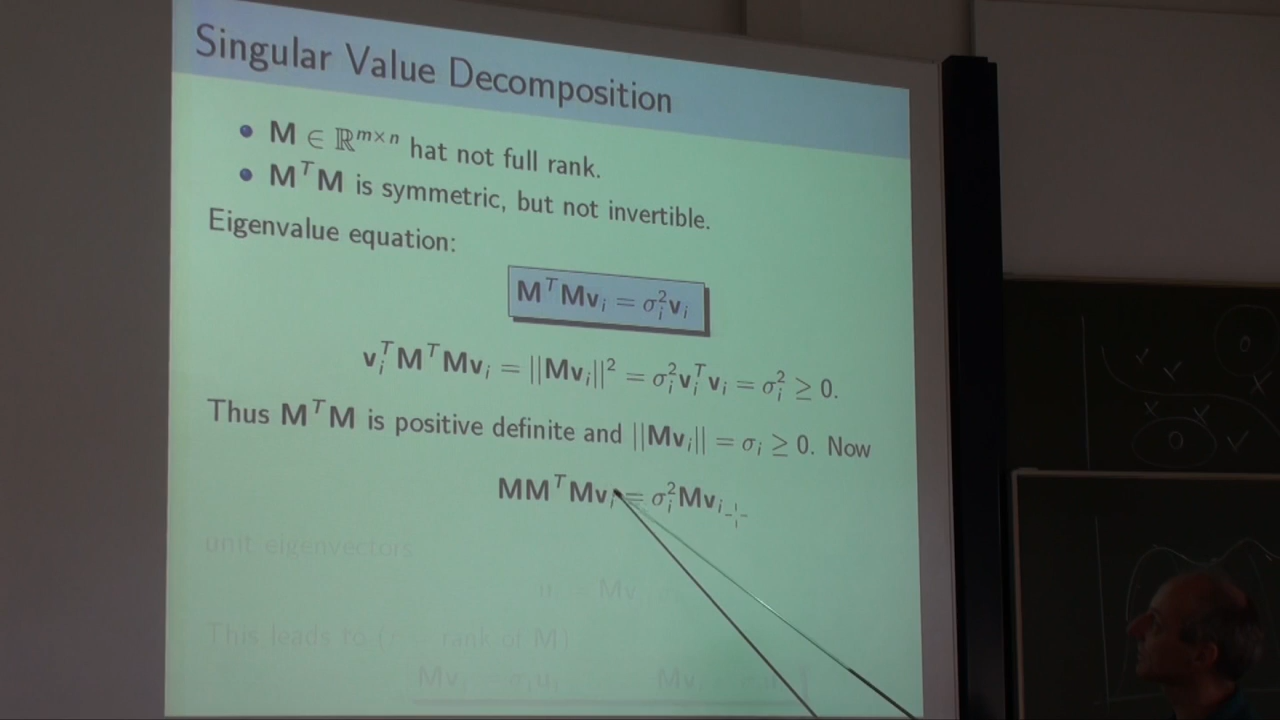 Singular Value Decomposition
• M ∈ ℝ^{m×n} hat not full rank.
• M^T M is symmetric, but not invertible.
Eigenvalue equation:
M^T M v_i = σ_i^2 v_i
v_i^T M^T M v_i = ||M v_i||^2 = σ_i^2 v_i^T v_i = σ_i^2 ≥ 0.
Thus M^T M is positive definite and ||M v_i|| = σ_i ≥ 0. Now
M M^T M v_i = σ_i^2 M v_i
unit eigenvectors
This leads to rank of M)